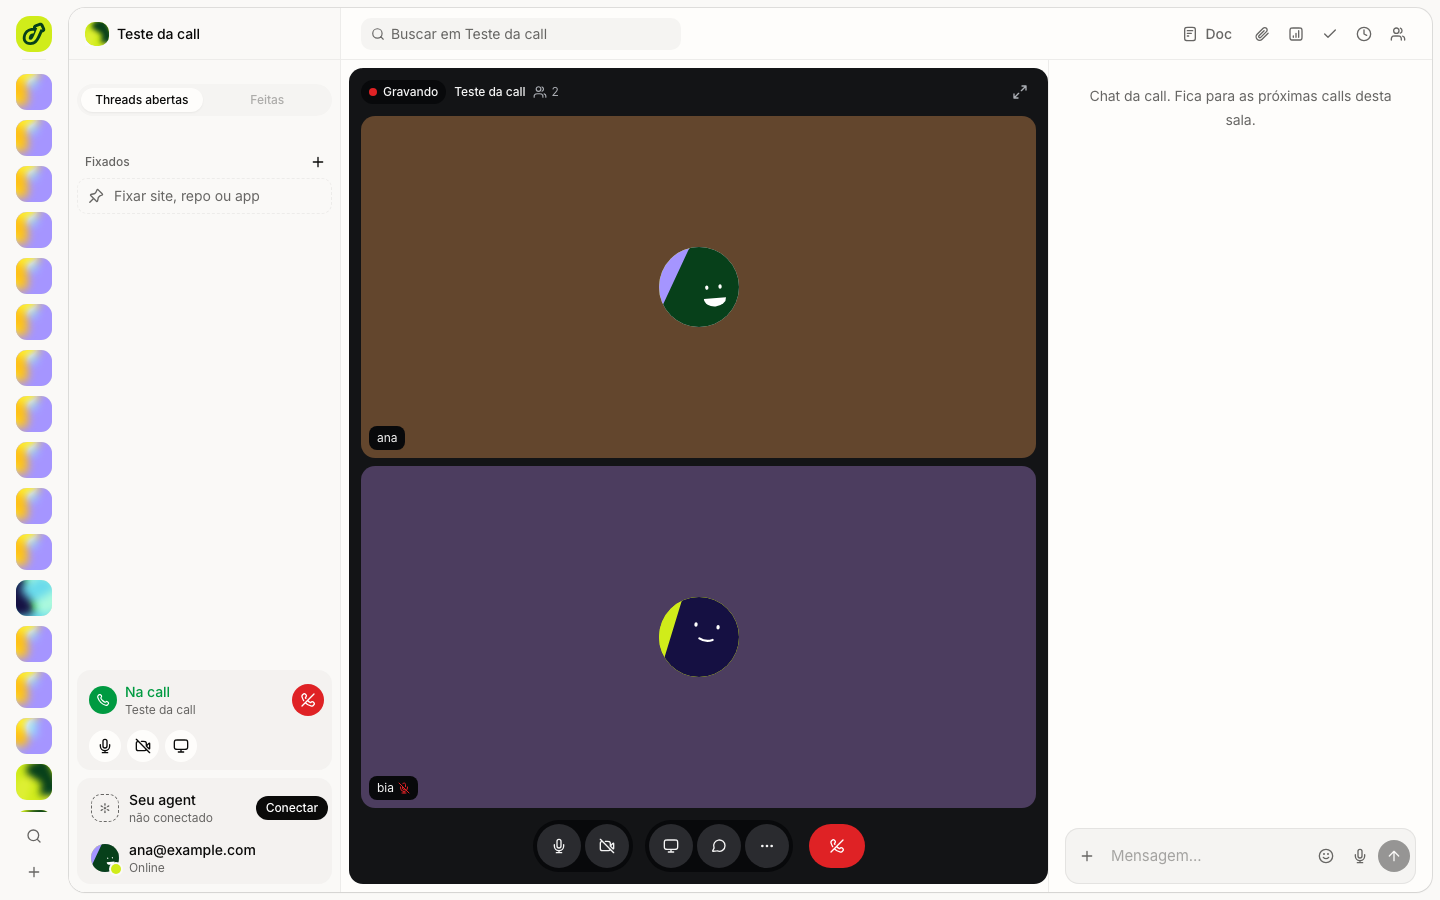 Teste da call
Buscar em Teste da call
Doc
Threads abertas
Feitas
Gravando
Teste da call
2
Chat da call. Fica para as próximas calls desta
sala.
Fixados
Fixar site, repo ou app
ana
Na call
Teste da call
bia
Seu agent
não conectado
Conectar
ana@example.com
Online
Mensagem...